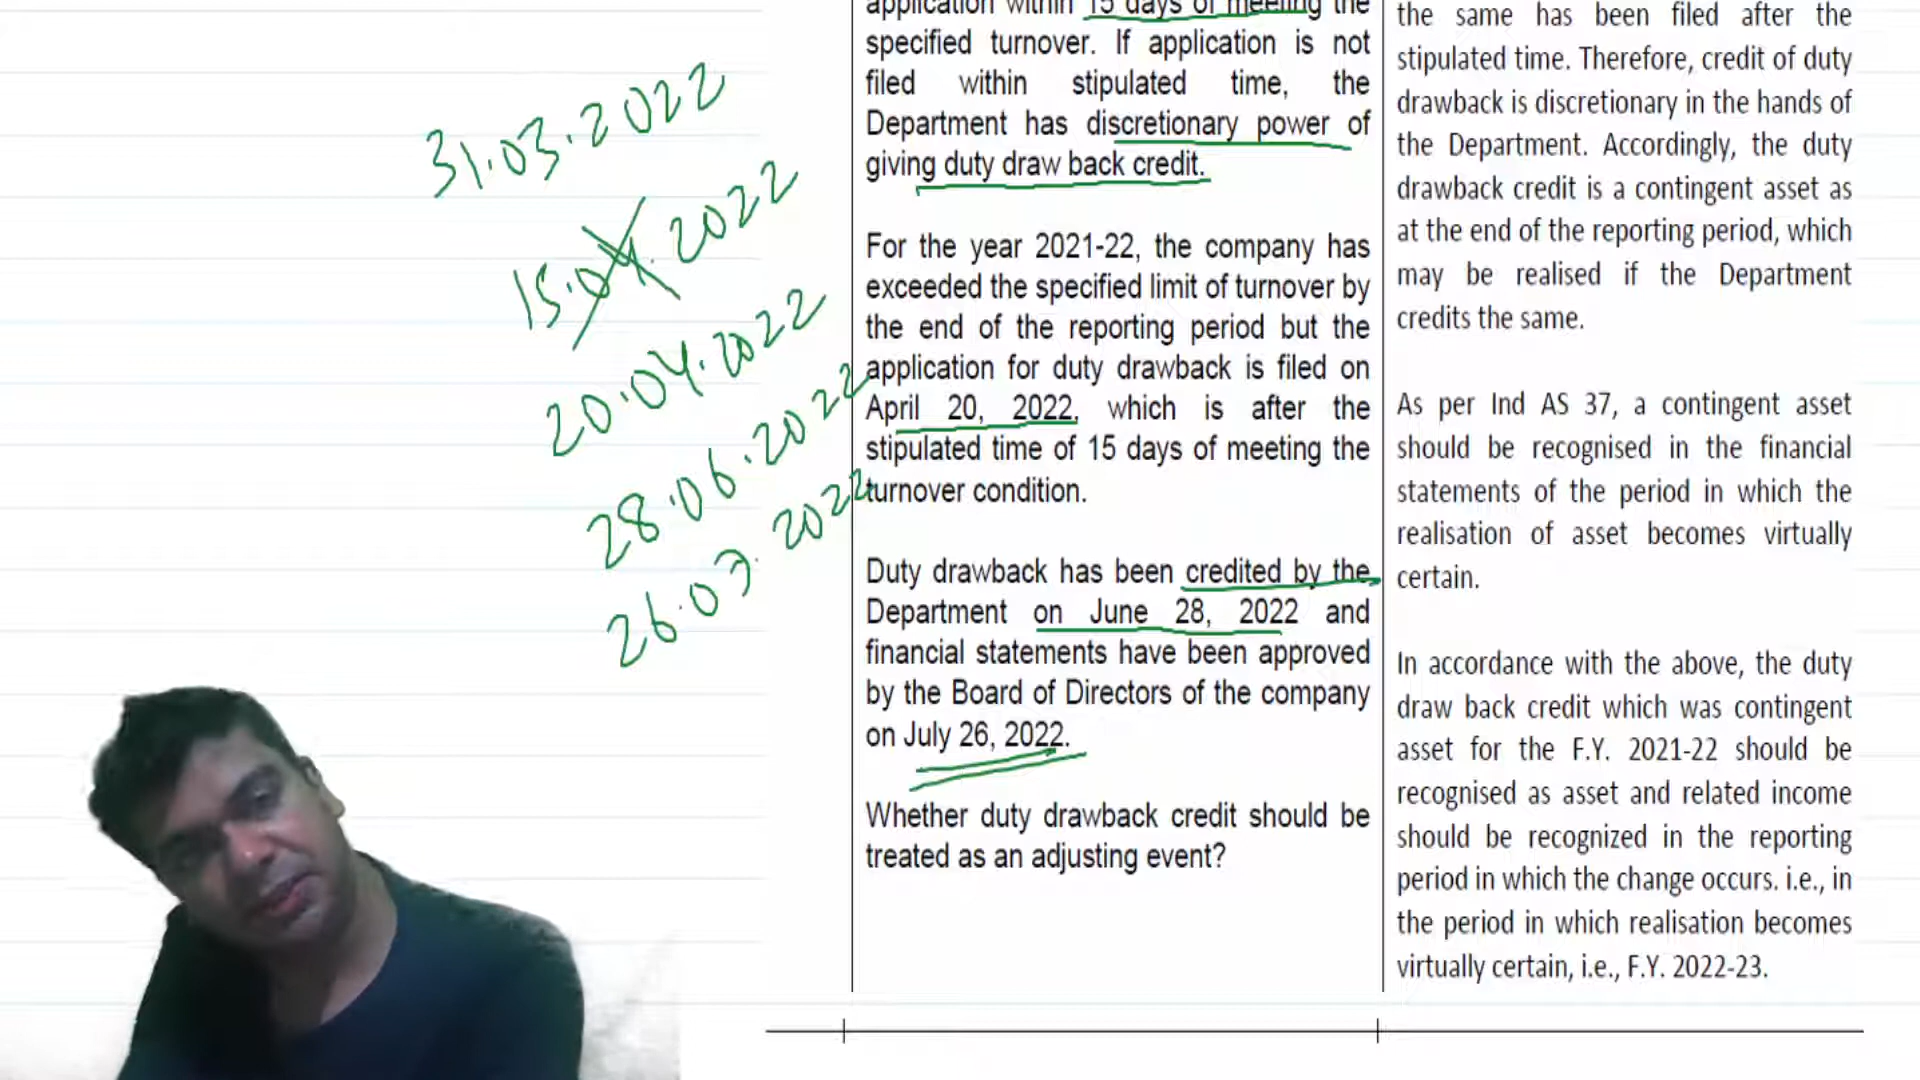 31.03.2022
15.04.2022
20.04.2022
28.06.2022
26.07.2022
application within 15 days of meeting the
specified turnover. If application is not
filed within stipulated time, the
Department has discretionary power of
giving duty draw back credit.
For the year 2021-22, the company has
exceeded the specified limit of turnover by
the end of the reporting period but the
application for duty drawback is filed on
April 20, 2022, which is after the
stipulated time of 15 days of meeting the
turnover condition.
Duty drawback has been credited by the
Department on June 28, 2022 and
financial statements have been approved
by the Board of Directors of the company
on July 26, 2022.
Whether duty drawback credit should be
treated as an adjusting event?
the same has been filed after the
stipulated time. Therefore, credit of duty
drawback is discretionary in the hands of
the Department. Accordingly, the duty
drawback credit is a contingent asset as
at the end of the reporting period, which
may be realised if the Department
credits the same.
As per Ind AS 37, a contingent asset
should be recognised in the financial
statements of the period in which the
realisation of asset becomes virtually
certain.
In accordance with the above, the duty
draw back credit which was contingent
asset for the F.Y. 2021-22 should be
recognised as asset and related income
should be recognized in the reporting
period in which the change occurs. i.e., in
the period in which realisation becomes
virtually certain, i.e., F.Y. 2022-23.